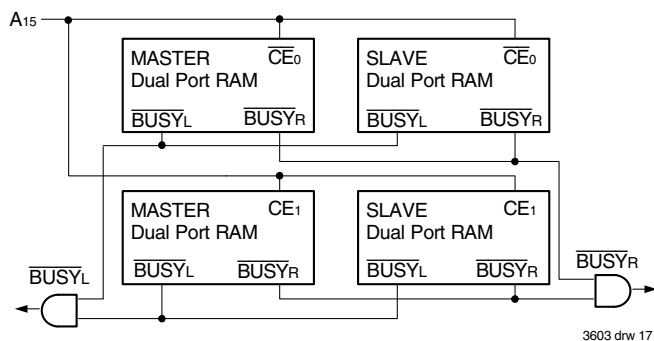 A15
MASTER
Dual Port RAM
CE0
BUSYL
BUSYR
SLAVE
Dual Port RAM
CE0
BUSYL
BUSYR
MASTER
Dual Port RAM
CE1
BUSYL
BUSYR
SLAVE
Dual Port RAM
CE1
BUSYL
BUSYR
BUSYL
BUSYR
3603 drw 17